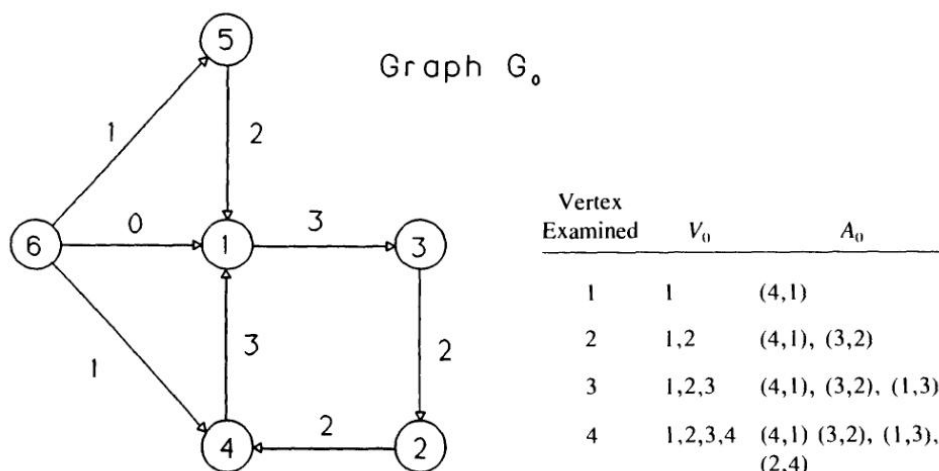 5
Graph G₀
1
2
6
0
1
3
3
1
3
2
4
2
2
Vertex
Examined V₀ A₀
1 1 (4,1)
2 1,2 (4,1), (3,2)
3 1,2,3 (4,1), (3,2), (1,3)
4 1,2,3,4 (4,1) (3,2), (1,3),
(2,4)